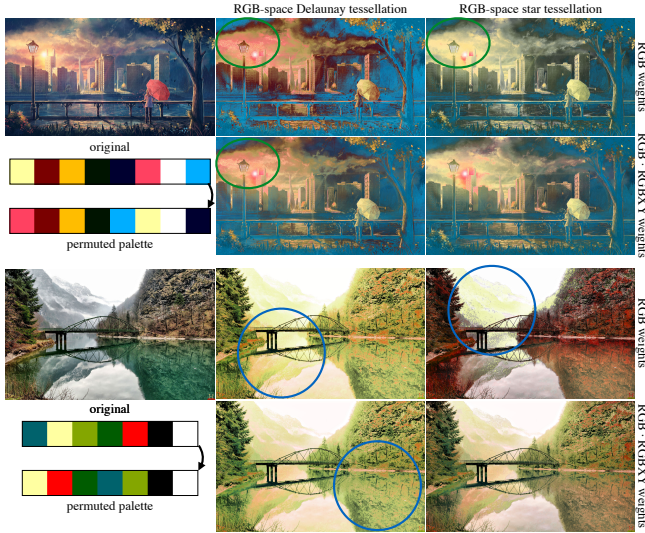 RGB-space Delaunay tessellation
RGB-space star tessellation
RGB weights
original
permuted palette
RGB · RGBXY weights
RGB weights
original
permuted palette
RGB · RGBXY weights